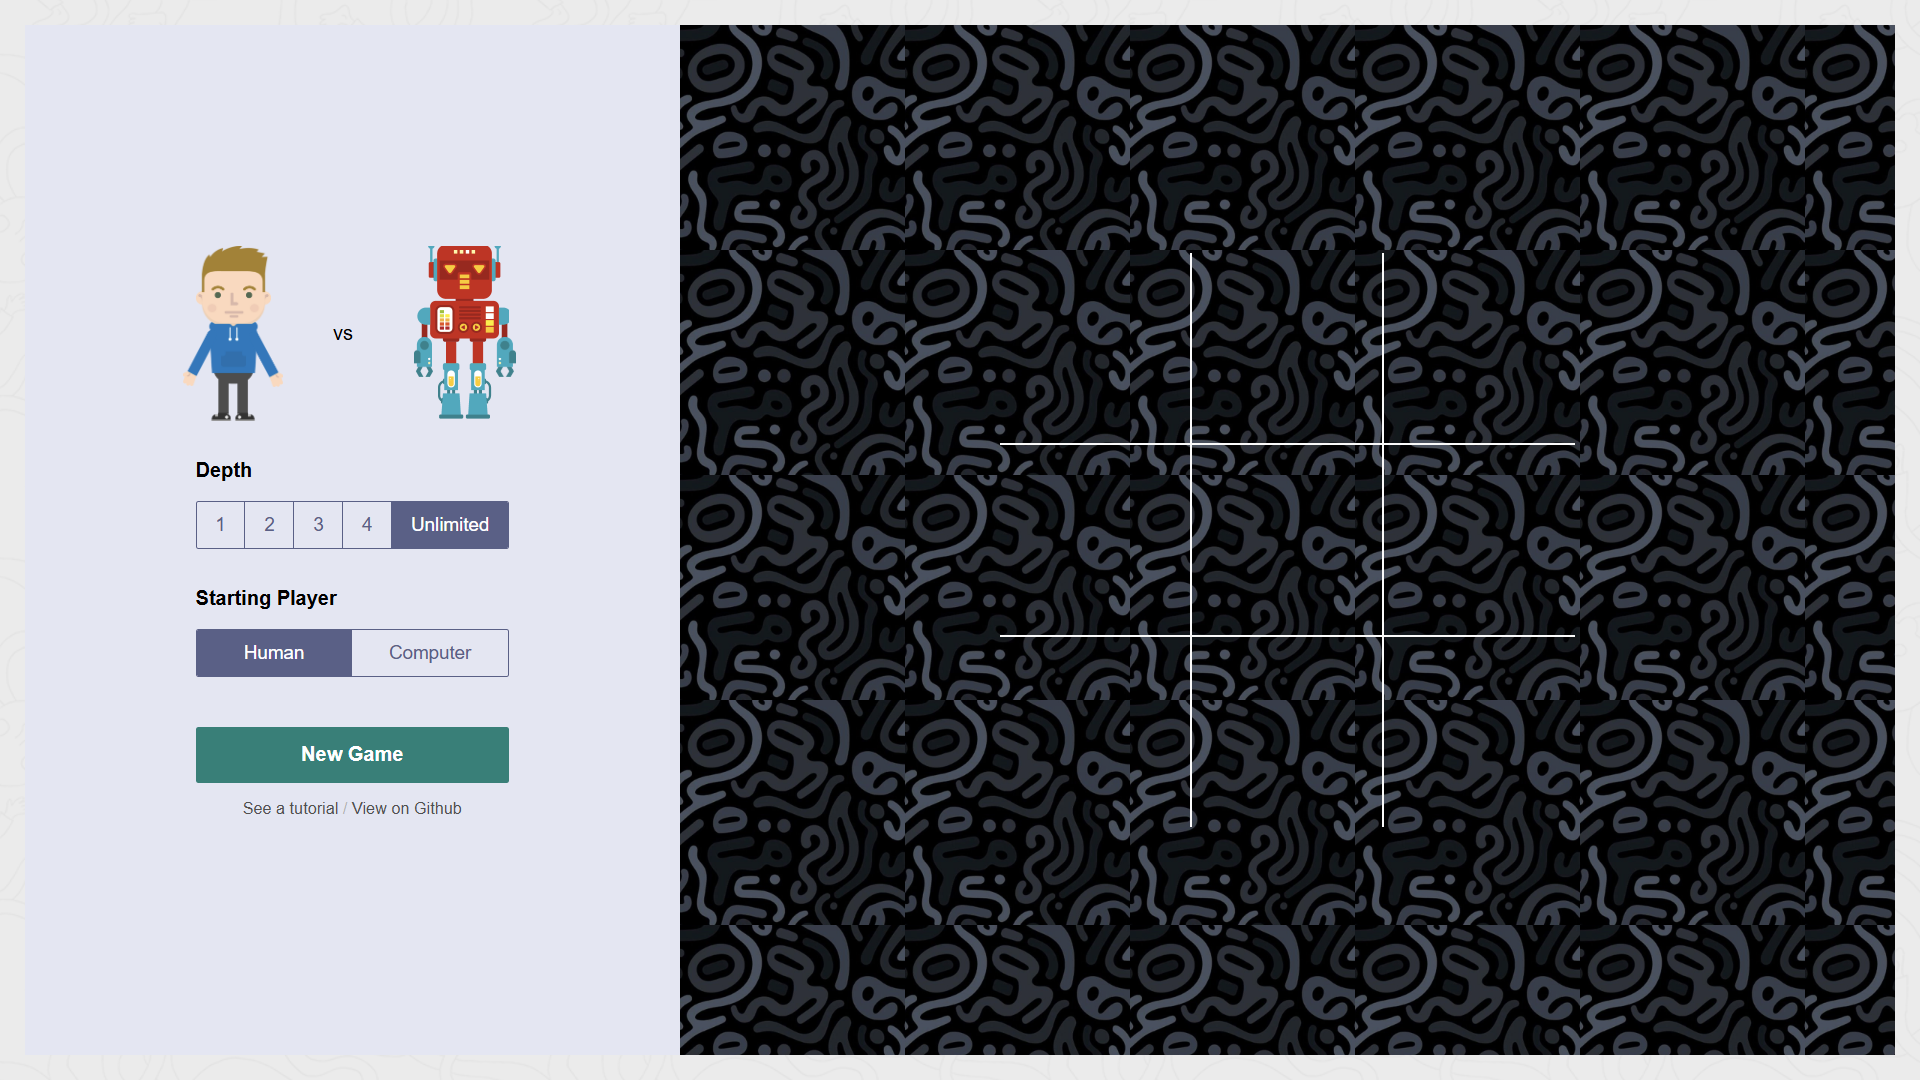 vs
Depth
1 2 3 4 Unlimited
Starting Player
Human Computer
New Game
See a tutorial / View on Github